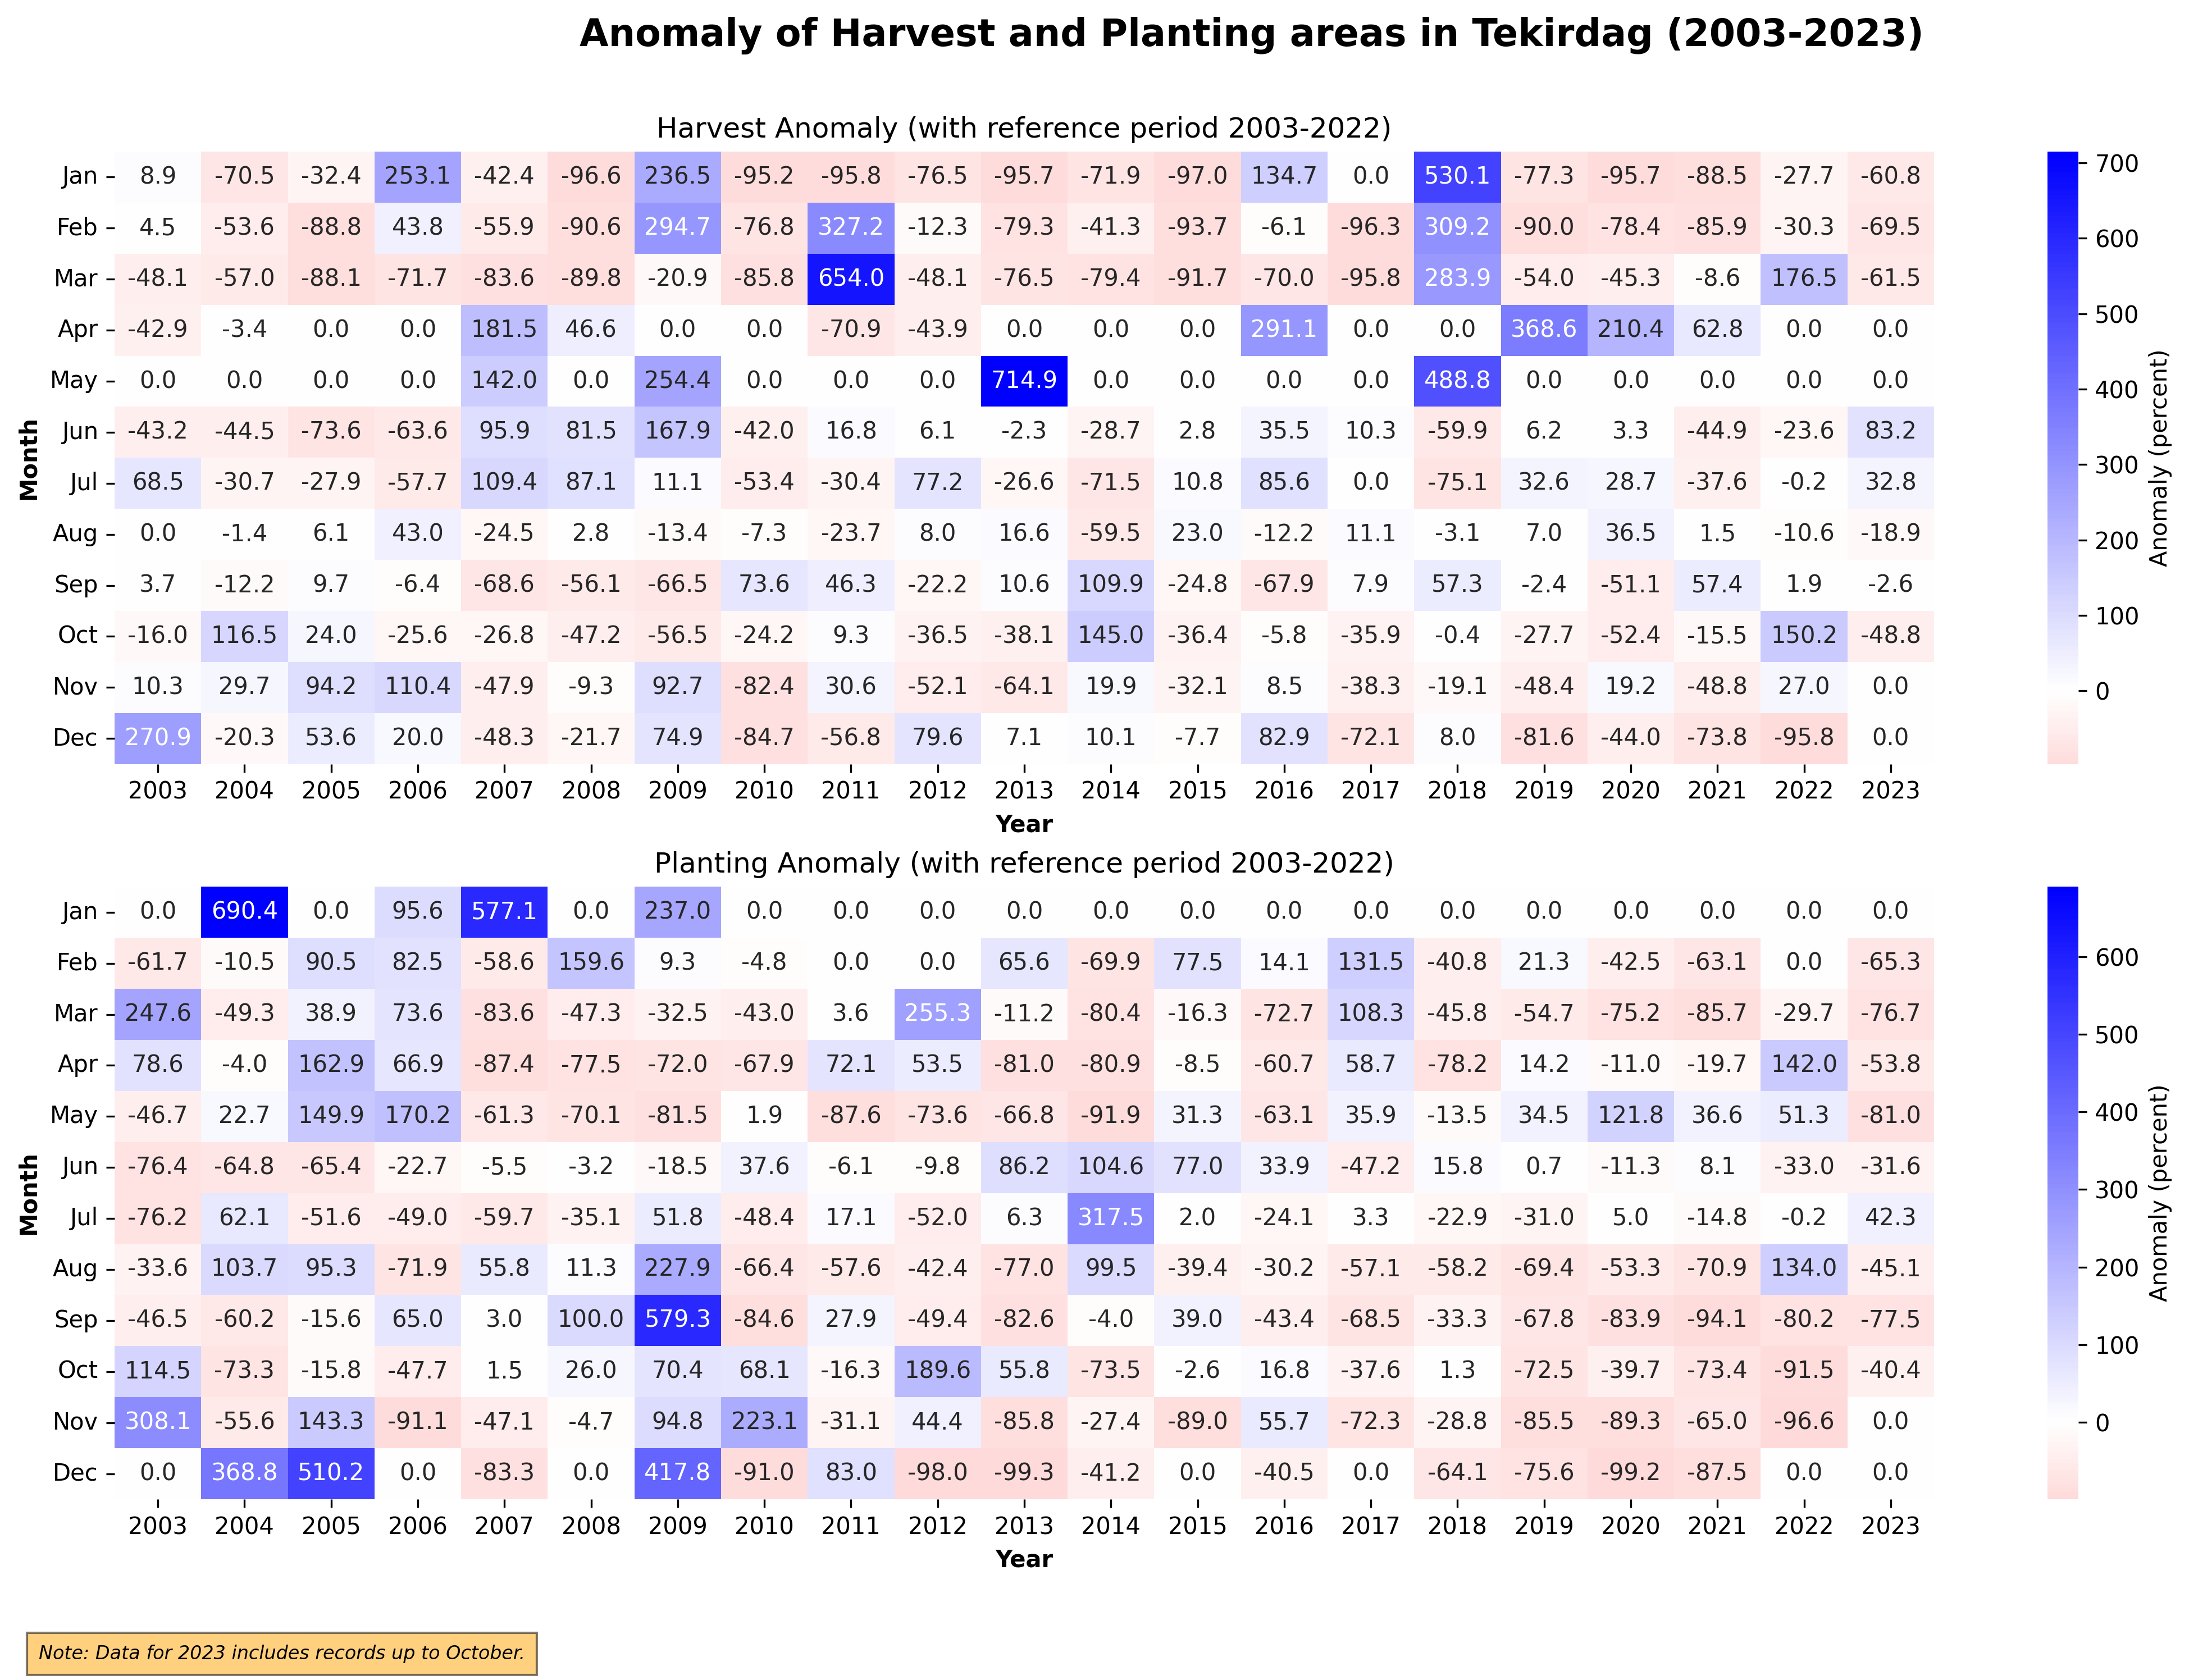 Anomaly of Harvest and Planting areas in Tekirdag (2003-2023)
Harvest Anomaly (with reference period 2003-2022)
Jan 8.9 -70.5 -32.4 253.1 -42.4 -96.6 236.5 -95.2 -95.8 -76.5 -95.7 -71.9 -97.0 134.7 0.0 530.1 -77.3 -95.7 -88.5 -27.7 -60.8
Feb 4.5 -53.6 -88.8 43.8 -55.9 -90.6 294.7 -76.8 327.2 -12.3 -79.3 -41.3 -93.7 -6.1 -96.3 309.2 -90.0 -78.4 -85.9 -30.3 -69.5
Mar -48.1 -57.0 -88.1 -71.7 -83.6 -89.8 -20.9 -85.8 654.0 -48.1 -76.5 -79.4 -91.7 -70.0 -95.8 283.9 -54.0 -45.3 -8.6 176.5 -61.5
Apr -42.9 -3.4 0.0 0.0 181.5 46.6 0.0 0.0 -70.9 -43.9 0.0 0.0 0.0 291.1 0.0 0.0 368.6 210.4 62.8 0.0 0.0
May 0.0 0.0 0.0 0.0 142.0 0.0 254.4 0.0 0.0 0.0 714.9 0.0 0.0 0.0 0.0 488.8 0.0 0.0 0.0 0.0 0.0
Jun -43.2 -44.5 -73.6 -63.6 95.9 81.5 167.9 -42.0 16.8 6.1 -2.3 -28.7 2.8 35.5 10.3 -59.9 6.2 3.3 -44.9 -23.6 83.2
Jul 68.5 -30.7 -27.9 -57.7 109.4 87.1 11.1 -53.4 -30.4 77.2 -26.6 -71.5 10.8 85.6 0.0 -75.1 32.6 28.7 -37.6 -0.2 32.8
Aug 0.0 -1.4 6.1 43.0 -24.5 2.8 -13.4 -7.3 -23.7 8.0 16.6 -59.5 23.0 -12.2 11.1 -3.1 7.0 36.5 1.5 -10.6 -18.9
Sep 3.7 -12.2 9.7 -6.4 -68.6 -56.1 -66.5 73.6 46.3 -22.2 10.6 109.9 -24.8 -67.9 7.9 57.3 -2.4 -51.1 57.4 1.9 -2.6
Oct -16.0 116.5 24.0 -25.6 -26.8 -47.2 -56.5 -24.2 9.3 -36.5 -38.1 145.0 -36.4 -5.8 -35.9 -0.4 -27.7 -52.4 -15.5 150.2 -48.8
Nov 10.3 29.7 94.2 110.4 -47.9 -9.3 92.7 -82.4 30.6 -52.1 -64.1 19.9 -32.1 8.5 -38.3 -19.1 -48.4 19.2 -48.8 27.0 0.0
Dec 270.9 -20.3 53.6 20.0 -48.3 -21.7 74.9 -84.7 -56.8 79.6 7.1 10.1 -7.7 82.9 -72.1 8.0 -81.6 -44.0 -73.8 -95.8 0.0
2003 2004 2005 2006 2007 2008 2009 2010 2011 2012 2013 2014 2015 2016 2017 2018 2019 2020 2021 2022 2023
Year
Month
700
600
500
400
300
200
100
0
Anomaly (percent)
Planting Anomaly (with reference period 2003-2022)
Jan 0.0 690.4 0.0 95.6 577.1 0.0 237.0 0.0 0.0 0.0 0.0 0.0 0.0 0.0 0.0 0.0 0.0 0.0 0.0 0.0 0.0
Feb -61.7 -10.5 90.5 82.5 -58.6 159.6 9.3 -4.8 0.0 0.0 65.6 -69.9 77.5 14.1 131.5 -40.8 21.3 -42.5 -63.1 0.0 -65.3
Mar 247.6 -49.3 38.9 73.6 -83.6 -47.3 -32.5 -43.0 3.6 255.3 -11.2 -80.4 -16.3 -72.7 108.3 -45.8 -54.7 -75.2 -85.7 -29.7 -76.7
Apr 78.6 -4.0 162.9 66.9 -87.4 -77.5 -72.0 -67.9 72.1 53.5 -81.0 -80.9 -8.5 -60.7 58.7 -78.2 14.2 -11.0 -19.7 142.0 -53.8
May -46.7 22.7 149.9 170.2 -61.3 -70.1 -81.5 1.9 -87.6 -73.6 -66.8 -91.9 31.3 -63.1 35.9 -13.5 34.5 121.8 36.6 51.3 -81.0
Jun -76.4 -64.8 -65.4 -22.7 -5.5 -3.2 -18.5 37.6 -6.1 -9.8 86.2 104.6 77.0 33.9 -47.2 15.8 0.7 -11.3 8.1 -33.0 -31.6
Jul -76.2 62.1 -51.6 -49.0 -59.7 -35.1 51.8 -48.4 17.1 -52.0 6.3 317.5 2.0 -24.1 3.3 -22.9 -31.0 5.0 -14.8 -0.2 42.3
Aug -33.6 103.7 95.3 -71.9 55.8 11.3 227.9 -66.4 -57.6 -42.4 -77.0 99.5 -39.4 -30.2 -57.1 -58.2 -69.4 -53.3 -70.9 134.0 -45.1
Sep -46.5 -60.2 -15.6 65.0 3.0 100.0 579.3 -84.6 27.9 -49.4 -82.6 -4.0 39.0 -43.4 -68.5 -33.3 -67.8 -83.9 -94.1 -80.2 -77.5
Oct 114.5 -73.3 -15.8 -47.7 1.5 26.0 70.4 68.1 -16.3 189.6 55.8 -73.5 -2.6 16.8 -37.6 1.3 -72.5 -39.7 -73.4 -91.5 -40.4
Nov 308.1 -55.6 143.3 -91.1 -47.1 -4.7 94.8 223.1 -31.1 44.4 -85.8 -27.4 -89.0 55.7 -72.3 -28.8 -85.5 -89.3 -65.0 -96.6 0.0
Dec 0.0 368.8 510.2 0.0 -83.3 0.0 417.8 -91.0 83.0 -98.0 -99.3 -41.2 0.0 -40.5 0.0 -64.1 -75.6 -99.2 -87.5 0.0 0.0
2003 2004 2005 2006 2007 2008 2009 2010 2011 2012 2013 2014 2015 2016 2017 2018 2019 2020 2021 2022 2023
Year
Month
600
500
400
300
200
100
0
Anomaly (percent)
Note: Data for 2023 includes records up to October.